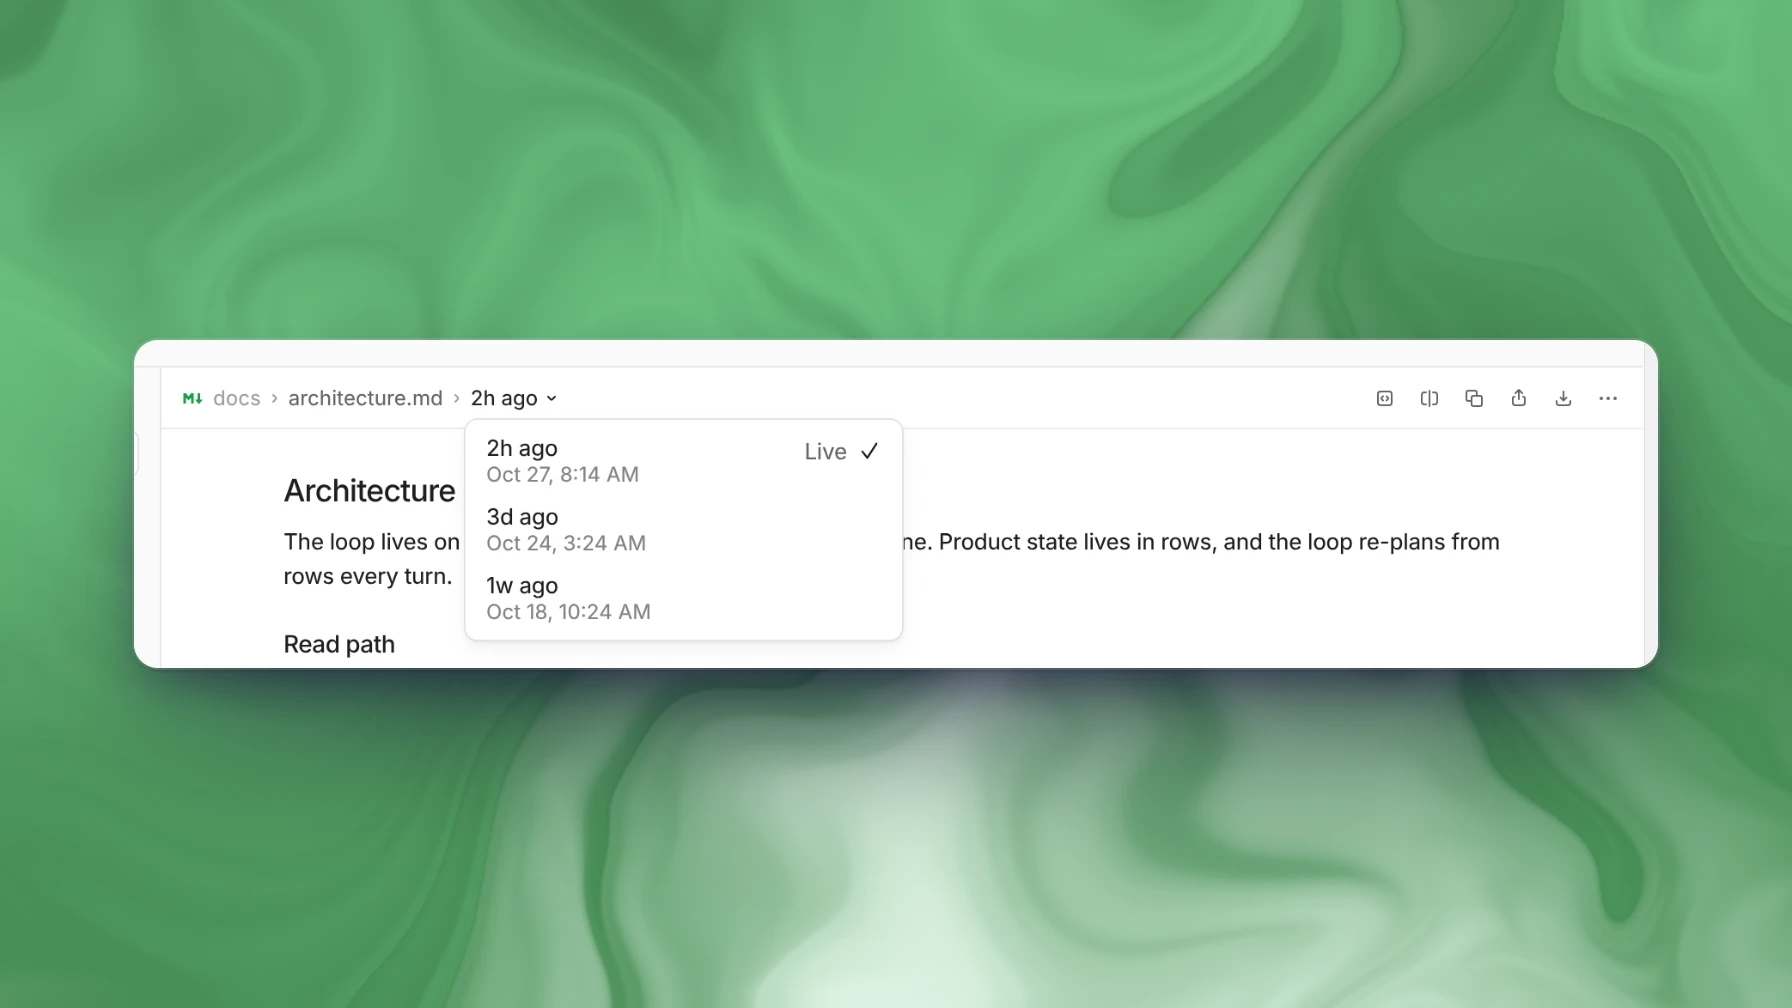 M↓ docs › architecture.md › 2h ago
2h ago Live ✓
Oct 27, 8:14 AM
3d ago
Oct 24, 3:24 AM
1w ago
Oct 18, 10:24 AM
Architecture
The loop lives on ne. Product state lives in rows, and the loop re-plans from
rows every turn.
Read path